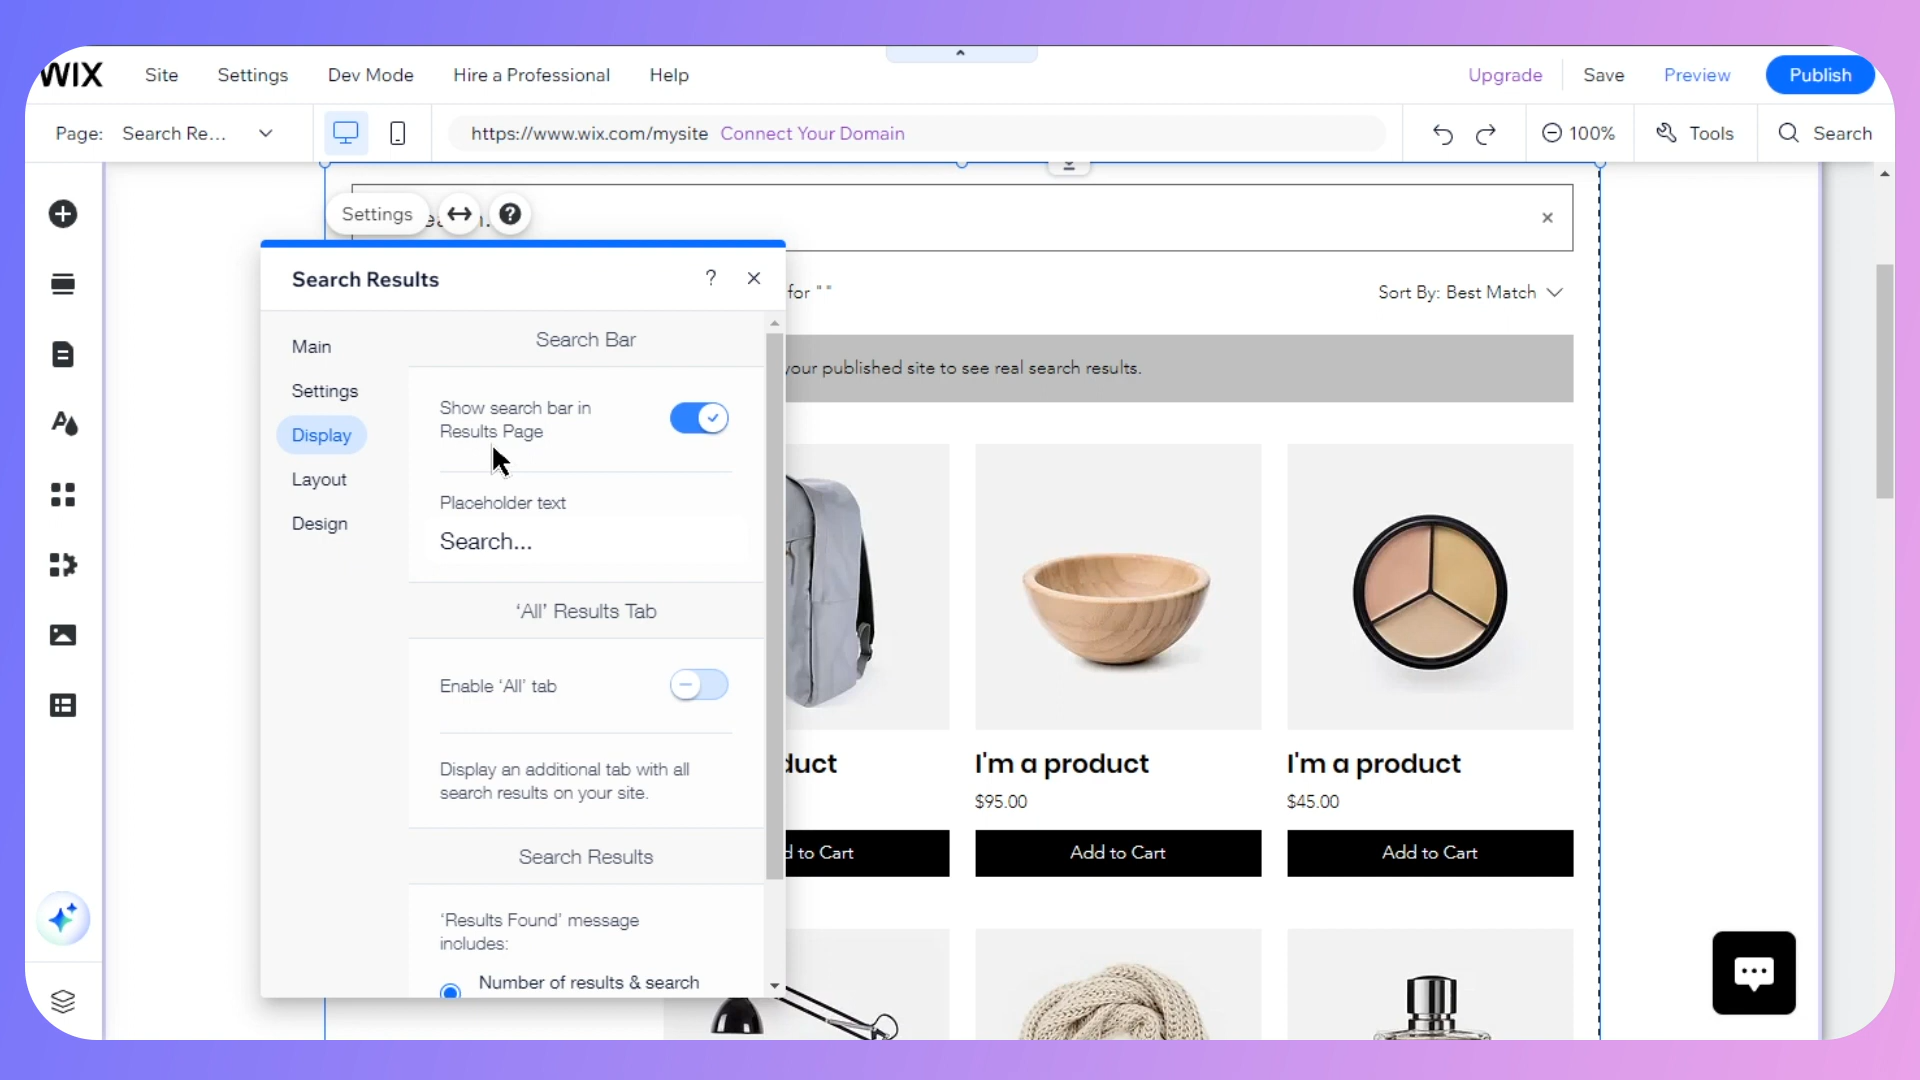 WIX
Site
Settings
Dev Mode
Hire a Professional
Help
Upgrade
Save
Preview
Publish
Page:
Search Re...
https://www.wix.com/mysite
Connect Your Domain
100%
Tools
Search
Settings
Search Results
?
Main
Settings
Display
Layout
Design
Search Bar
Show search bar in
Results Page
Placeholder text
Search...
‘All’ Results Tab
Enable ‘All’ tab
Display an additional tab with all
search results on your site.
Search Results
‘Results Found’ message
includes:
Number of results & search
for " "
Sort By: Best Match
your published site to see real search results.
duct
d to Cart
I'm a product
$95.00
Add to Cart
I'm a product
$45.00
Add to Cart